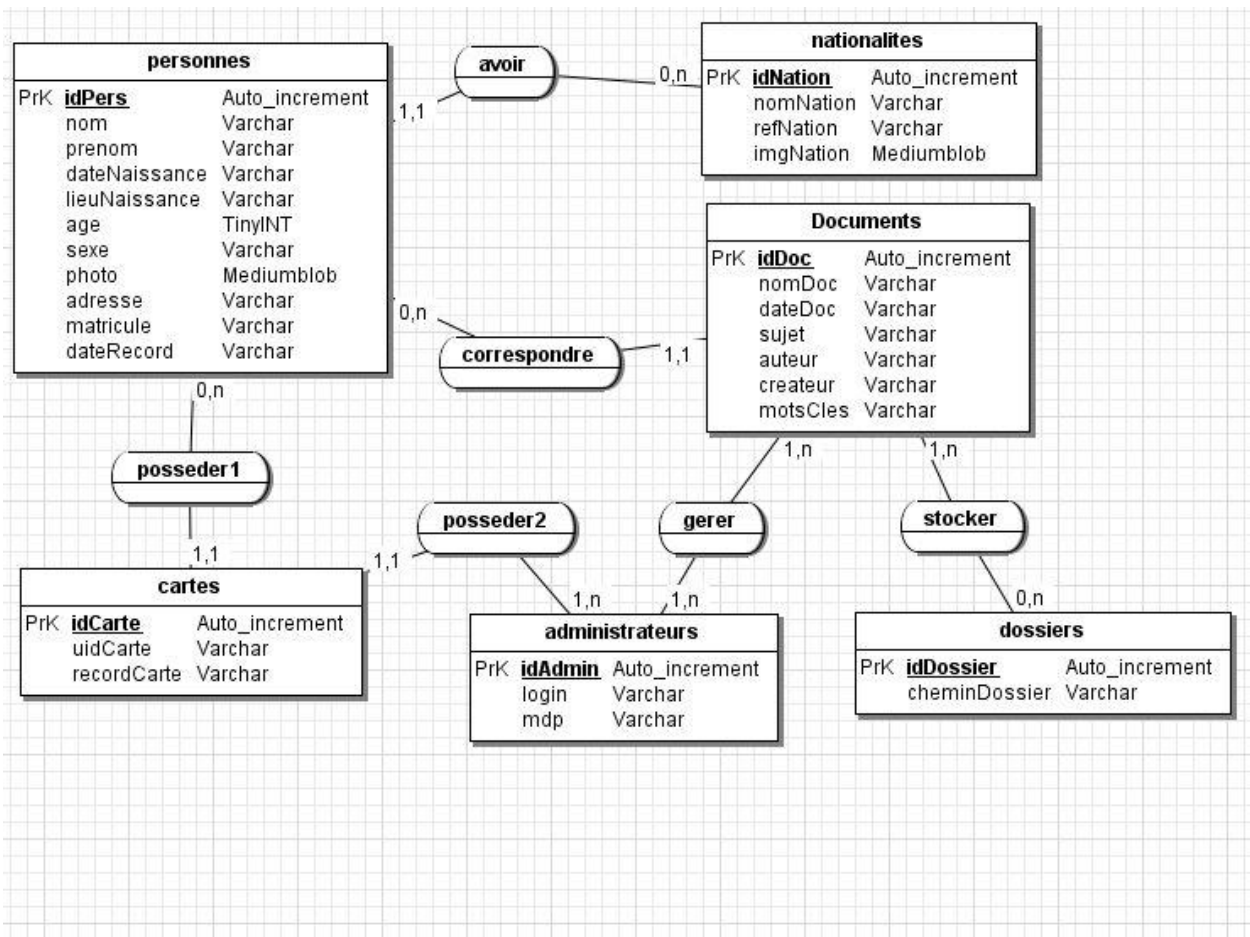 personnes
PrK idPers Auto_increment
nom Varchar
prenom Varchar
dateNaissance Varchar
lieuNaissance Varchar
age TinyINT
sexe Varchar
photo Mediumblob
adresse Varchar
matricule Varchar
dateRecord Varchar
1,1
avoir
0,n
nationalites
PrK idNation Auto_increment
nomNation Varchar
refNation Varchar
imgNation Mediumblob
0,n
correspondre
1,1
Documents
PrK idDoc Auto_increment
nomDoc Varchar
dateDoc Varchar
sujet Varchar
auteur Varchar
createur Varchar
motsCles Varchar
0,n
posseder1
1,1
cartes
PrK idCarte Auto_increment
uidCarte Varchar
recordCarte Varchar
1,1
posseder2
1,n
1,n
gerer
1,n
administrateurs
PrK idAdmin Auto_increment
login Varchar
mdp Varchar
1,n
stocker
0,n
dossiers
PrK idDossier Auto_increment
cheminDossier Varchar